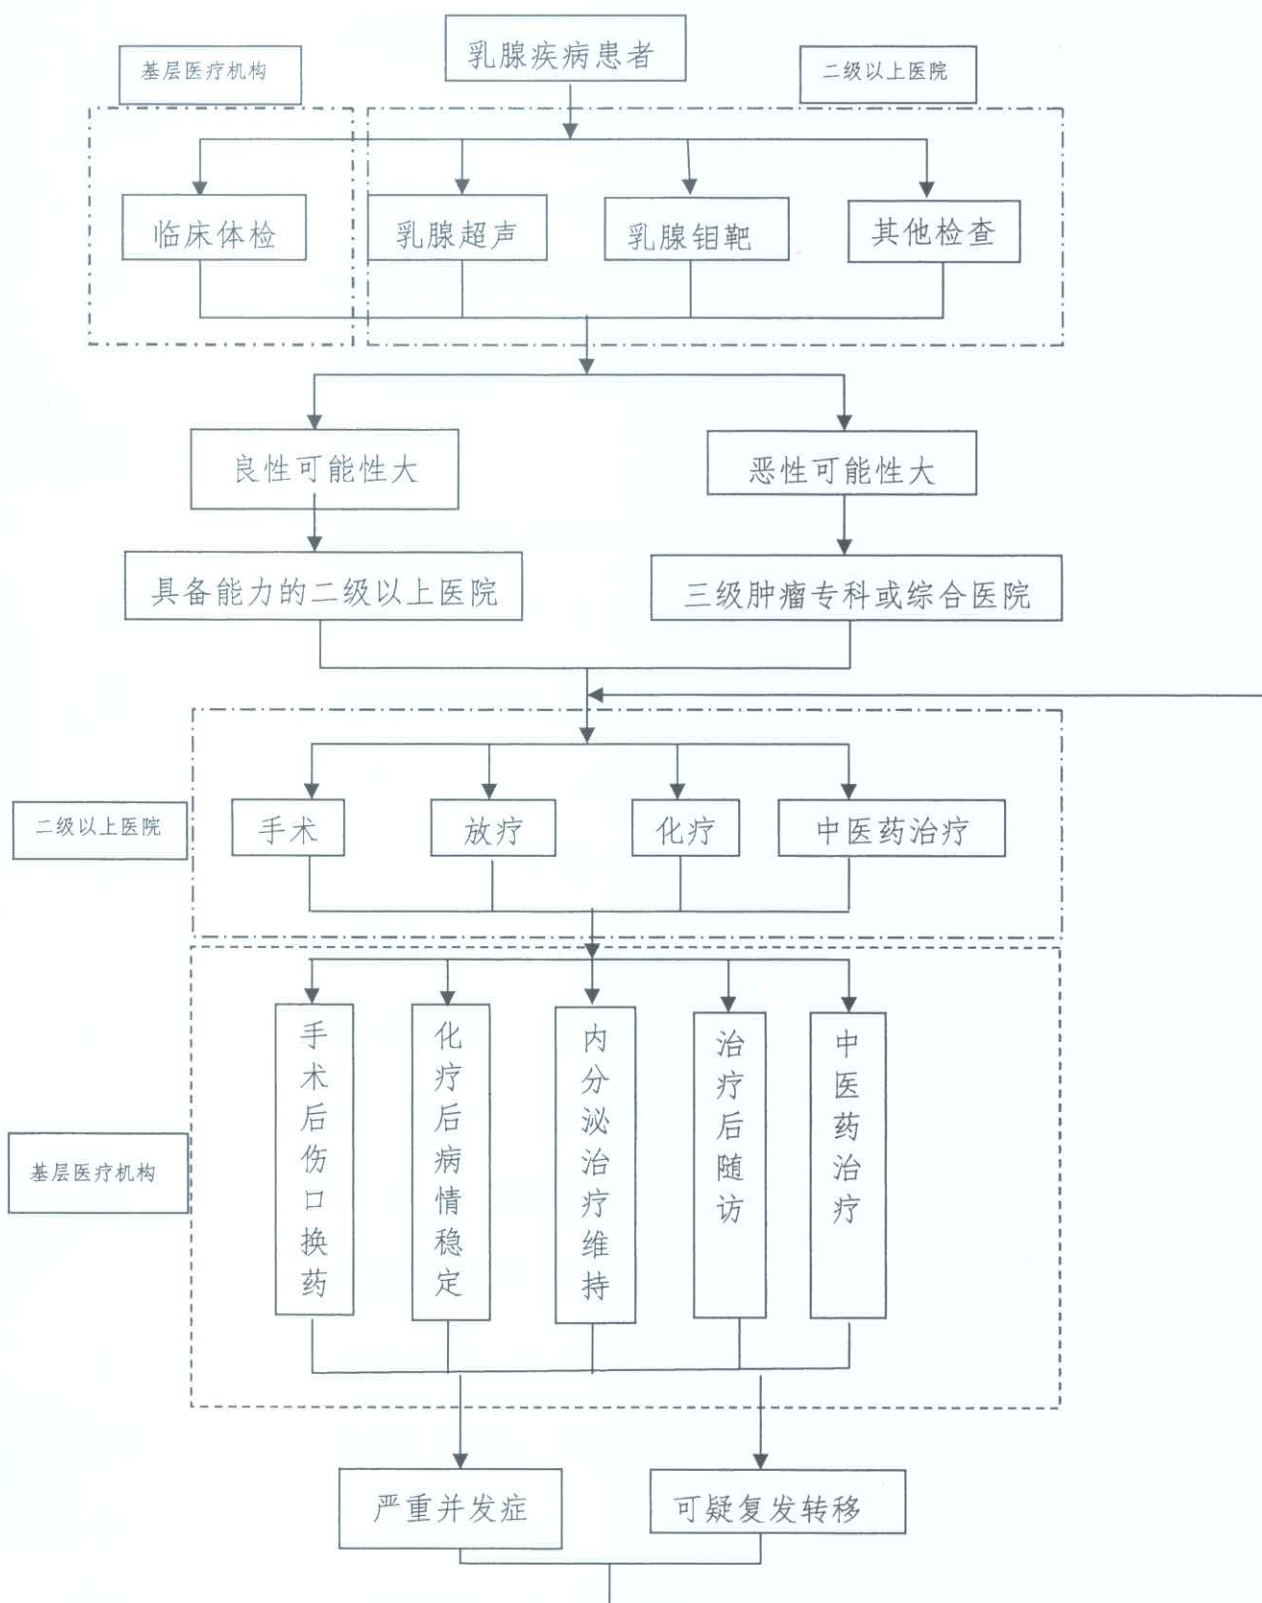 乳腺疾病患者
基层医疗机构
二级以上医院
临床体检
乳腺超声
乳腺钼靶
其他检查
良性可能性大
恶性可能性大
具备能力的二级以上医院
三级肿瘤专科或综合医院
二级以上医院
手术
放疗
化疗
中医药治疗
基层医疗机构
手术后伤口换药
化疗后病情稳定
内分泌治疗维持
治疗后随访
中医药治疗
严重并发症
可疑复发转移